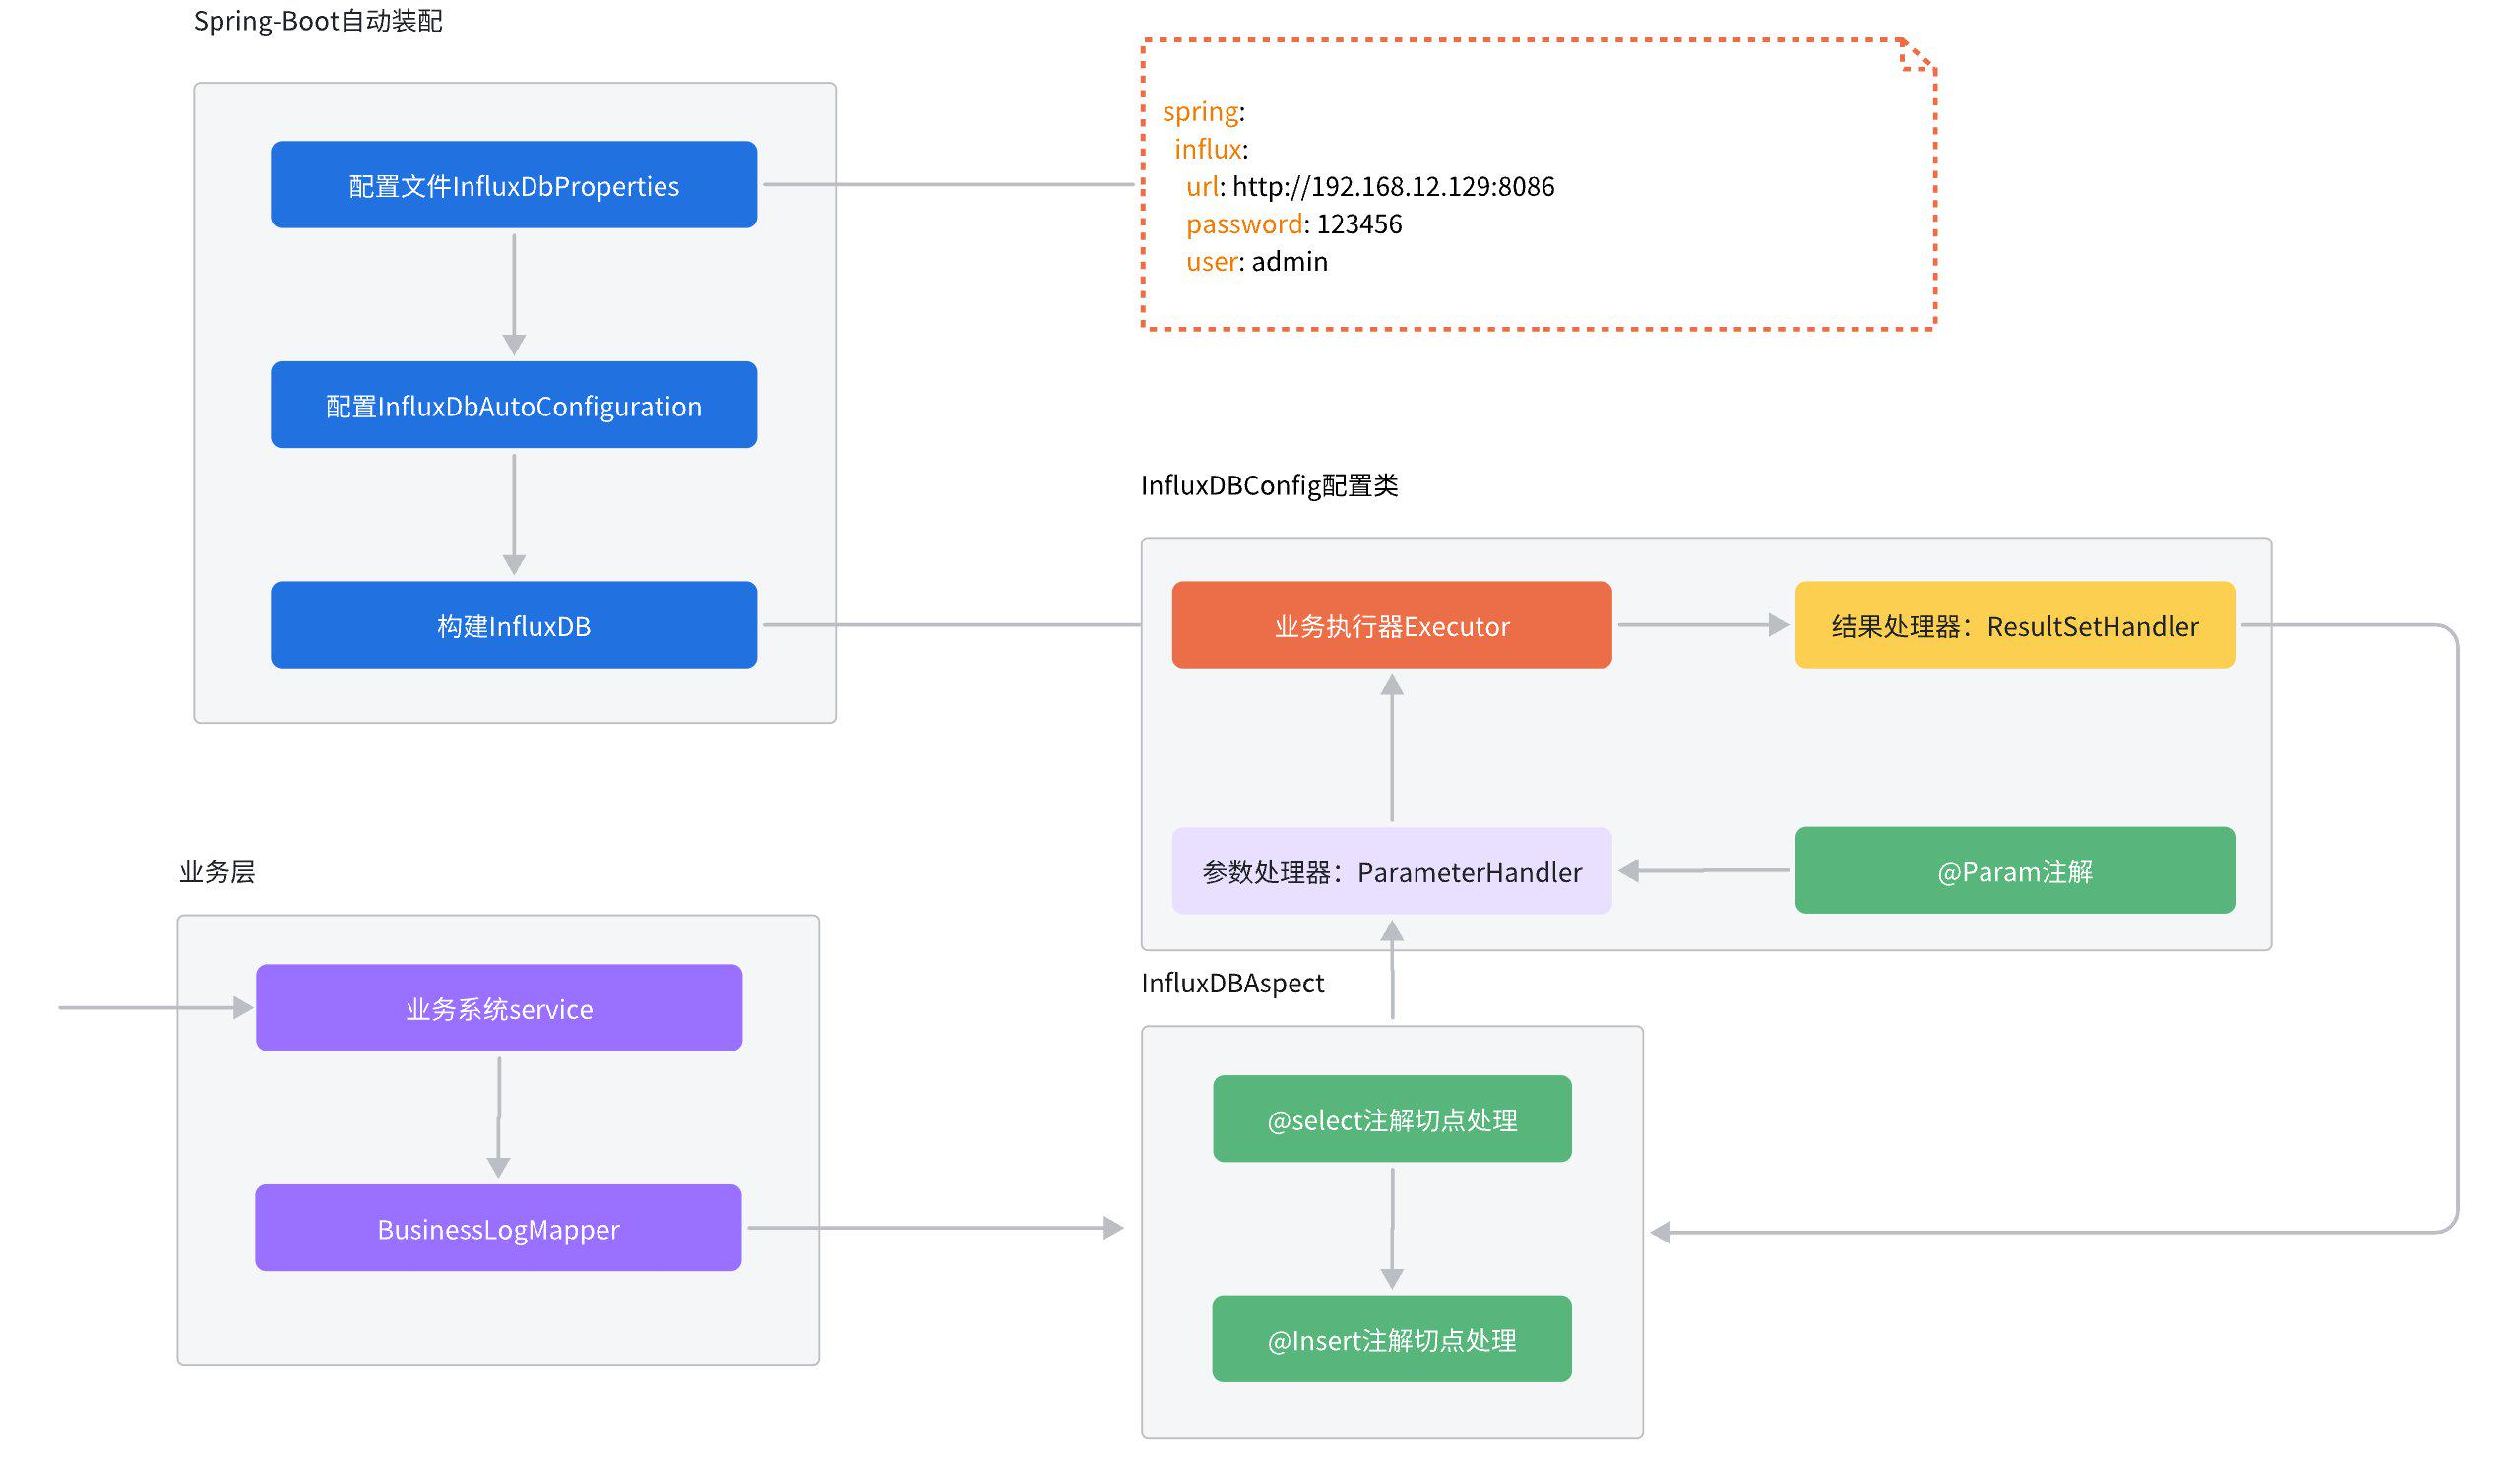 Spring-Boot自动装配
配置文件InfluxDbProperties
配置InfluxDbAutoConfiguration
构建InfluxDB
spring:
influx:
url: http://192.168.12.129:8086
password: 123456
user: admin
InfluxDBConfig配置类
业务执行器Executor
结果处理器：ResultSetHandler
参数处理器：ParameterHandler
@Param注解
业务层
业务系统service
BusinessLogMapper
InfluxDBAspect
@select注解切点处理
@Insert注解切点处理